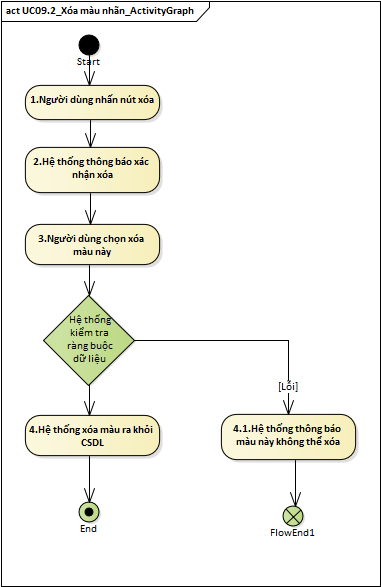 act UC09.2_Xóa màu nhãn_ActivityGraph
Start
1.Người dùng nhấn nút xóa
2.Hệ thống thông báo xác
nhận xóa
3.Người dùng chọn xóa
màu này
Hệ thống
kiểm tra
ràng buộc
dữ liệu
[Lỗi]
4.Hệ thống xóa màu ra khỏi
CSDL
4.1.Hệ thống thông báo
màu này không thể xóa
End
FlowEnd1